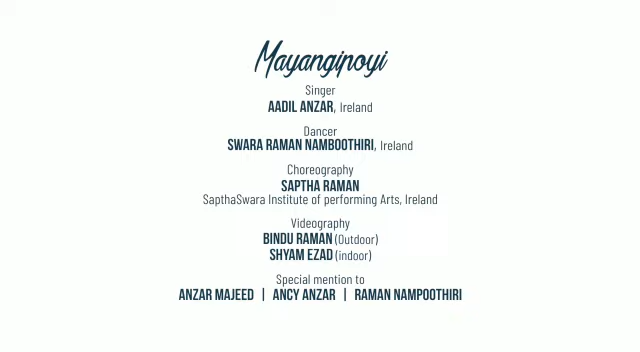 Mayangipoyi
Singer
AADIL ANZAR, Ireland
Dancer
SWARA RAMAN NAMBOOTHIRI, Ireland
Choreography
SAPTHA RAMAN
SapthaSwara Institute of performing Arts, Ireland
Videography
BINDU RAMAN (Outdoor)
SHYAM EZAD (indoor)
Special mention to
ANZAR MAJEED | ANCY ANZAR | RAMAN NAMPOOTHIRI